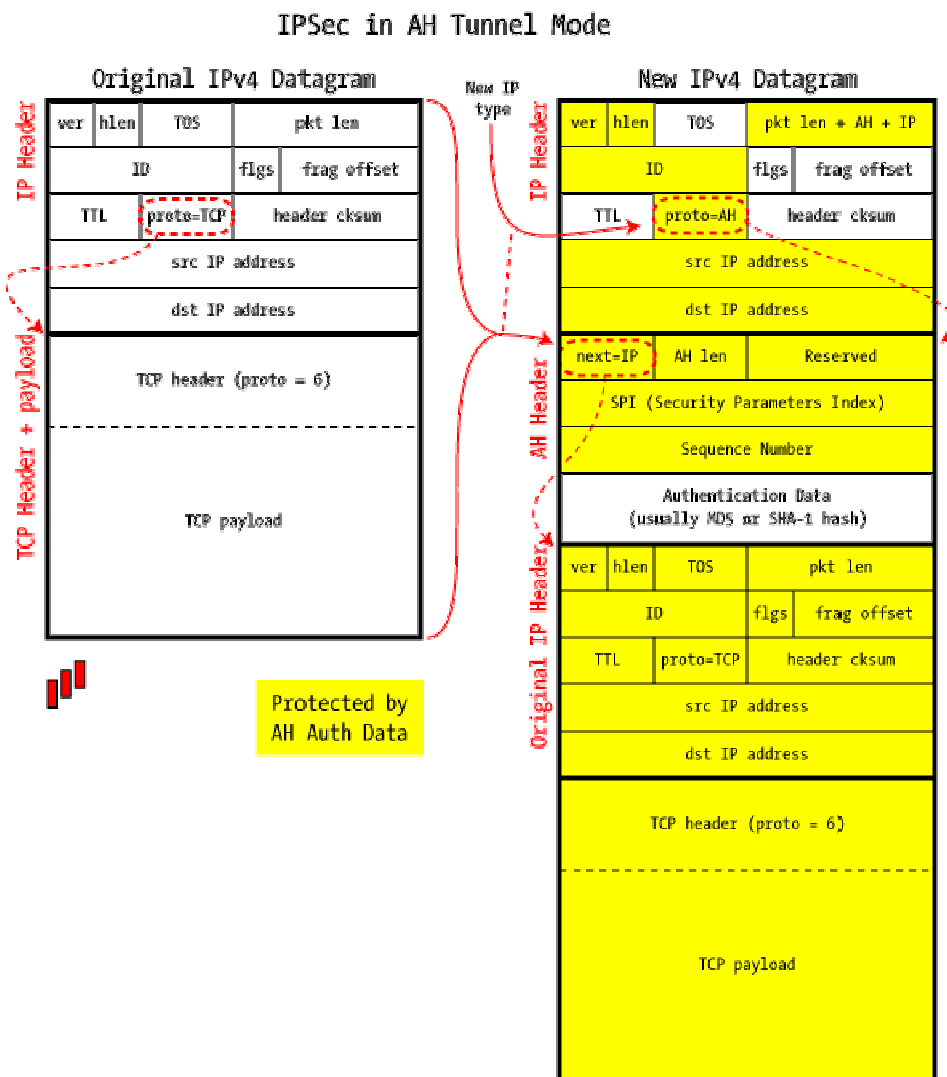 IPSec in AH Tunnel Mode
Original IPv4 Datagram
IP Header
ver hlen TOS pkt len
ID flgs frag offset
TTL proto=TCP header cksum
src IP address
dst IP address
TCP Header + payload
TCP header (proto = 6)
TCP payload
Protected by
AH Auth Data
New IP
type
New IPv4 Datagram
IP Header
ver hlen TOS pkt len + AH + IP
ID flgs frag offset
TTL proto=AH header cksum
src IP address
dst IP address
AH Header
next=IP AH len Reserved
SPI (Security Parameters Index)
Sequence Number
Authentication Data
(usually MD5 or SHA-1 hash)
Original IP Header
ver hlen TOS pkt len
ID flgs frag offset
TTL proto=TCP header cksum
src IP address
dst IP address
TCP header (proto = 6)
TCP payload